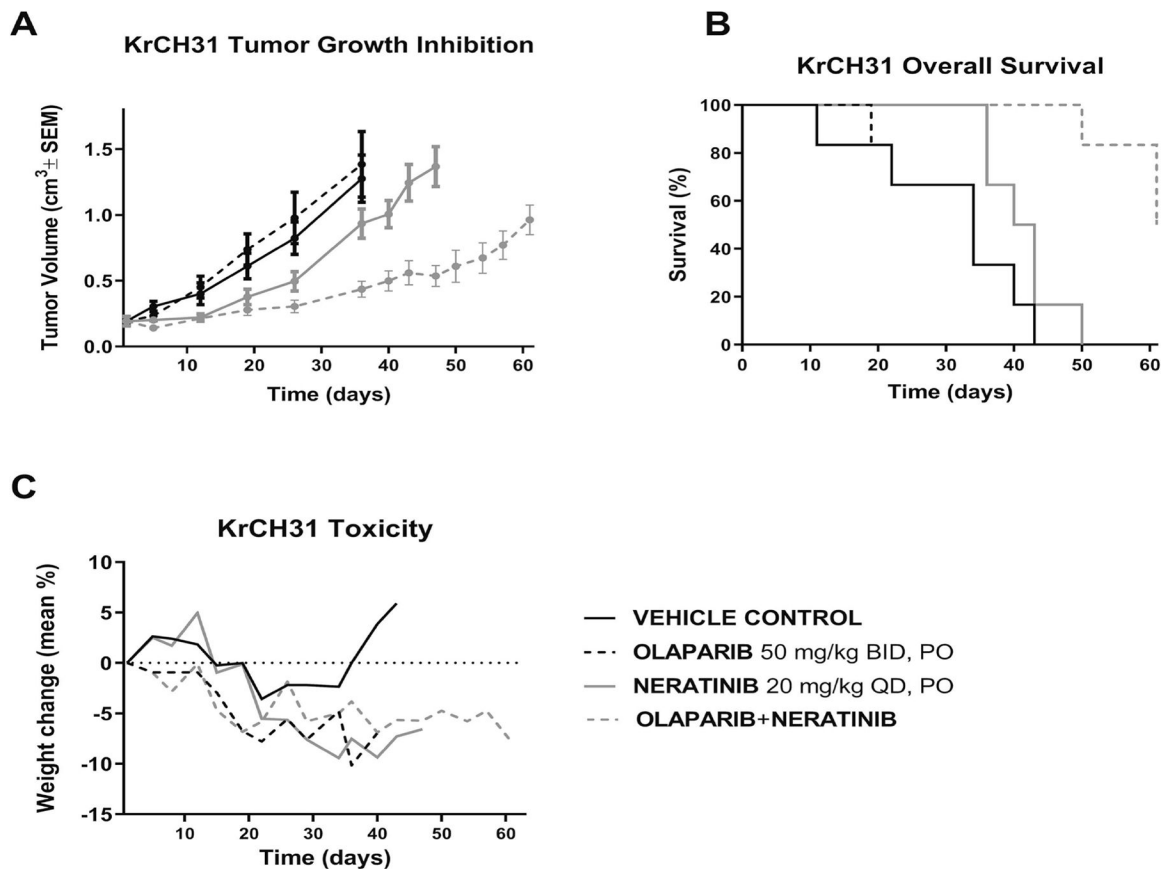 A
KrCH31 Tumor Growth Inhibition
Tumor Volume (cm³± SEM)
1.5
1.0
0.5
0.0
10 20 30 40 50 60
Time (days)
B
KrCH31 Overall Survival
Survival (%)
100
80
60
40
20
0
0 10 20 30 40 50 60
Time (days)
C
KrCH31 Toxicity
Weight change (mean %)
10
5
0
-5
-10
-15
10 20 30 40 50 60
Time (days)
VEHICLE CONTROL
OLAPARIB 50 mg/kg BID, PO
NERATINIB 20 mg/kg QD, PO
OLAPARIB+NERATINIB